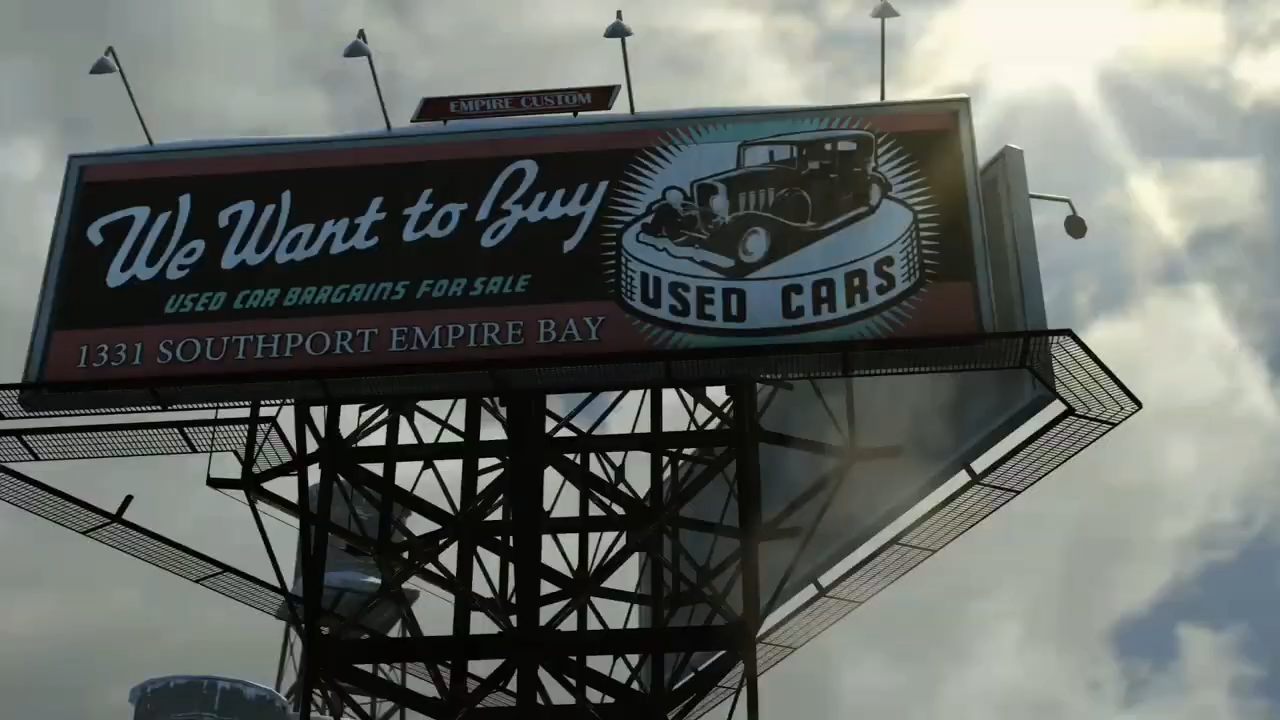 EMPIRE CUSTOM
We Want to Buy
USED CAR BARGAINS FOR SALE
1331 SOUTHPORT EMPIRE BAY
USED CARS